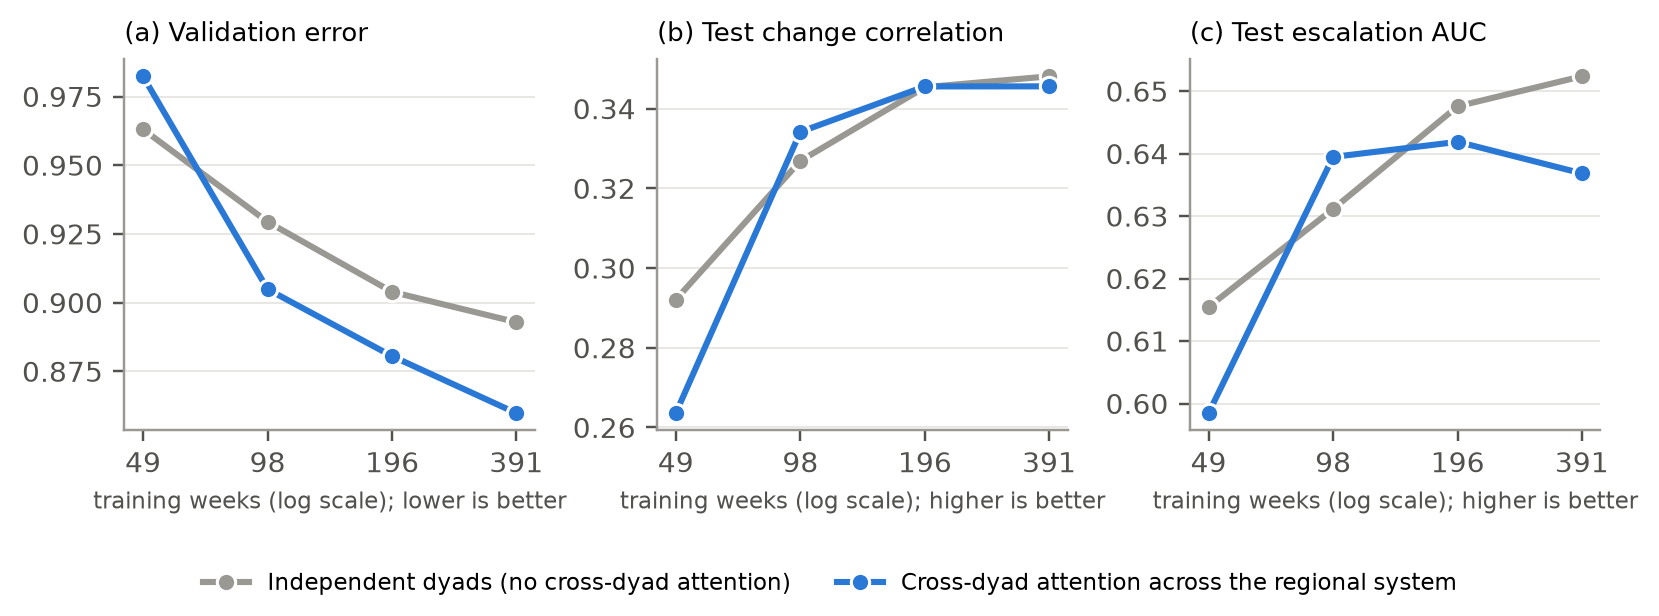 (a) Validation error
0.975
0.950
0.925
0.900
0.875
49 98 196 391
training weeks (log scale); lower is better
(b) Test change correlation
0.34
0.32
0.30
0.28
0.26
49 98 196 391
training weeks (log scale); higher is better
(c) Test escalation AUC
0.65
0.64
0.63
0.62
0.61
0.60
49 98 196 391
training weeks (log scale); higher is better
Independent dyads (no cross-dyad attention)
Cross-dyad attention across the regional system